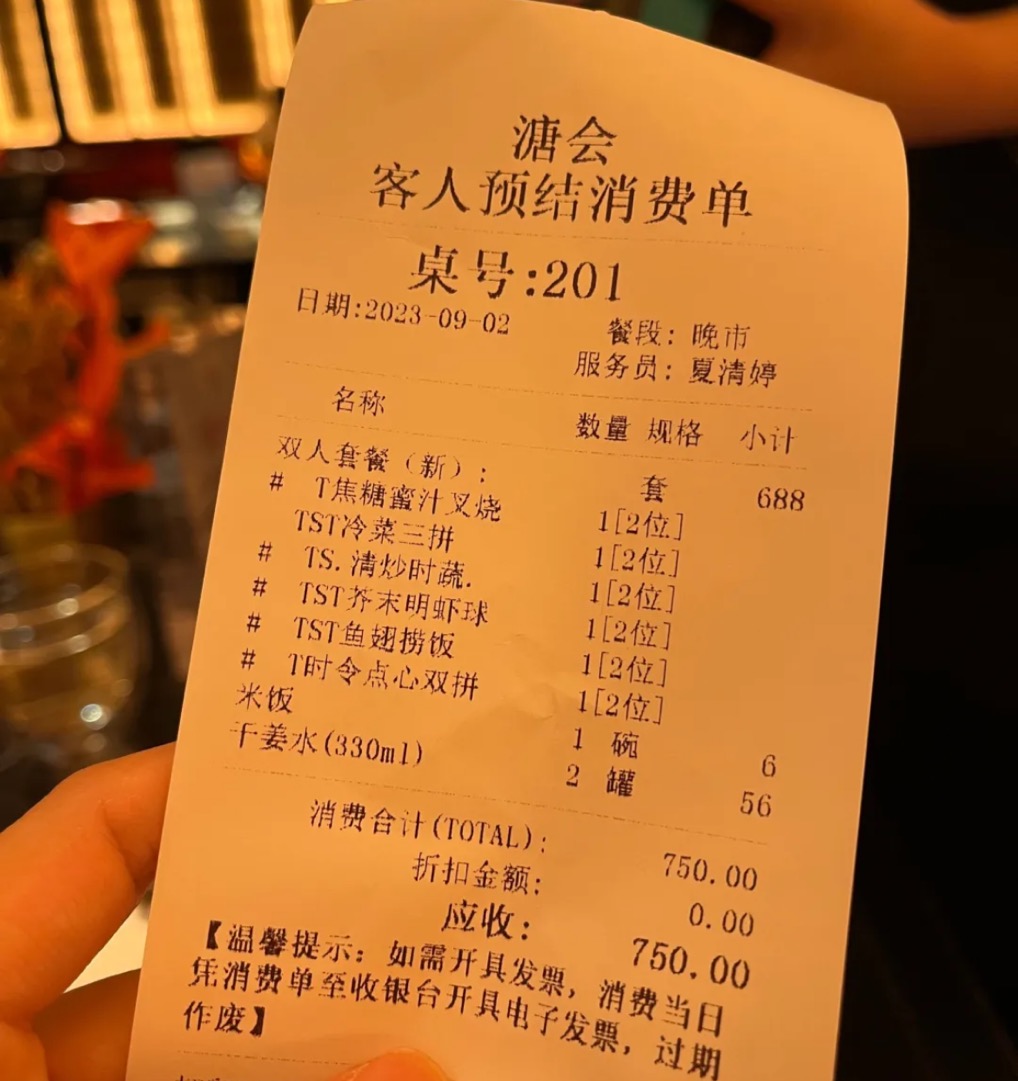 溏会
客人预结消费单
桌号:201
日期:2023-09-02 餐段: 晚市
服务员: 夏清婷
名称 数量 规格 小计
双人套餐（新）: 套 688
# T焦糖蜜汁叉烧 1[2位]
TST冷菜三拼 1[2位]
# TS.清炒时蔬. 1[2位]
# TST芥末明虾球 1[2位]
# TST鱼翅捞饭 1[2位]
# T时令点心双拼 1[2位]
米饭 1 碗 6
干姜水(330ml) 2 罐 56
消费合计(TOTAL): 750.00
折扣金额: 0.00
应收: 750.00
【温馨提示: 如需开具发票, 消费当日
凭消费单至收银台开具电子发票, 过期
作废】